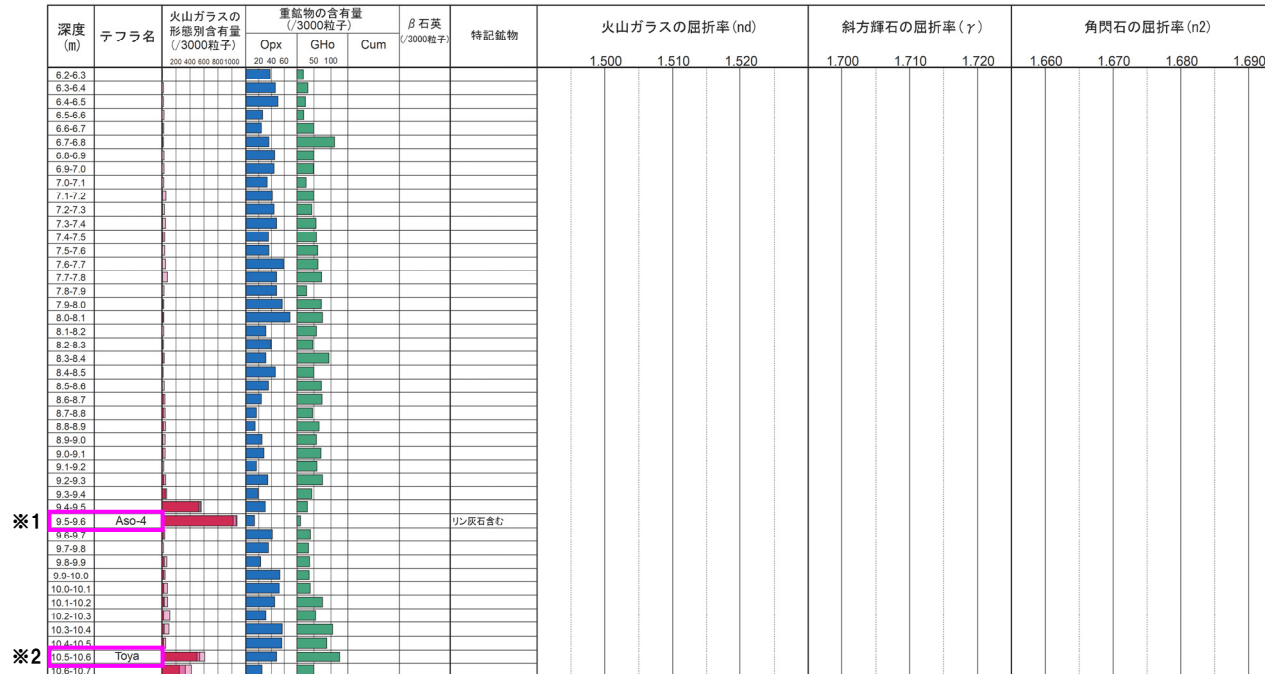 深度
(m)
テフラ名
火山ガラスの
形態別含有量
(/3000粒子)
200 400 600 800 1000
重鉱物の含有量
(/3000粒子)
Opx
GHo
Cum
20 40 60
50 100
β石英
(/3000粒子)
特記鉱物
火山ガラスの屈折率(nd)
1.500 1.510 1.520
斜方輝石の屈折率(γ)
1.700 1.710 1.720
角閃石の屈折率(n2)
1.660 1.670 1.680 1.690
6.2-6.3
6.3-6.4
6.4-6.5
6.5-6.6
6.6-6.7
6.7-6.8
6.8-6.9
6.9-7.0
7.0-7.1
7.1-7.2
7.2-7.3
7.3-7.4
7.4-7.5
7.5-7.6
7.6-7.7
7.7-7.8
7.8-7.9
7.9-8.0
8.0-8.1
8.1-8.2
8.2-8.3
8.3-8.4
8.4-8.5
8.5-8.6
8.6-8.7
8.7-8.8
8.8-8.9
8.9-9.0
9.0-9.1
9.1-9.2
9.2-9.3
9.3-9.4
9.4-9.5
※1 9.5-9.6 Aso-4 リン灰石含む
9.6-9.7
9.7-9.8
9.8-9.9
9.9-10.0
10.0-10.1
10.1-10.2
10.2-10.3
10.3-10.4
10.4-10.5
※2 10.5-10.6 Toya
10.6-10.7